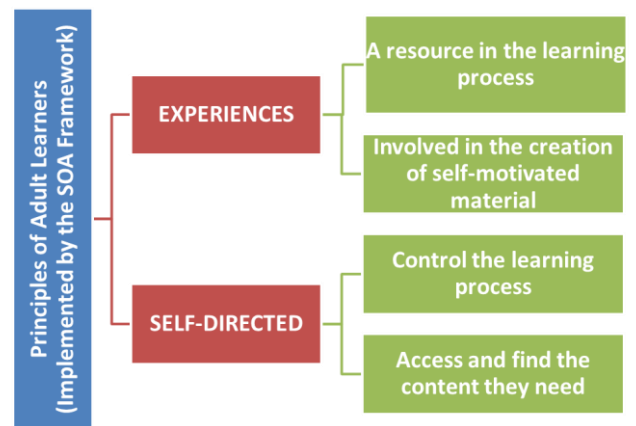 Principles of Adult Learners
(Implemented by the SOA Framework)
EXPERIENCES
A resource in the learning
process
Involved in the creation
of self-motivated
material
SELF-DIRECTED
Control the learning
process
Access and find the
content they need